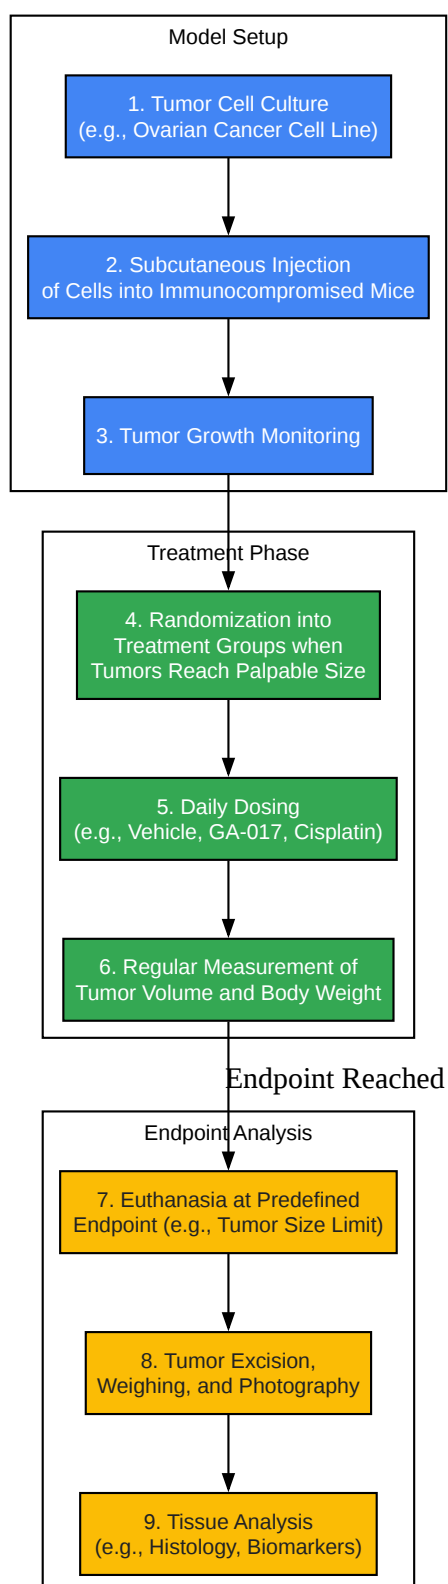 Model Setup
1. Tumor Cell Culture
(e.g., Ovarian Cancer Cell Line)
2. Subcutaneous Injection
of Cells into Immunocompromised Mice
3. Tumor Growth Monitoring
Treatment Phase
4. Randomization into
Treatment Groups when
Tumors Reach Palpable Size
5. Daily Dosing
(e.g., Vehicle, GA-017, Cisplatin)
6. Regular Measurement of
Tumor Volume and Body Weight
Endpoint Reached
Endpoint Analysis
7. Euthanasia at Predefined
Endpoint (e.g., Tumor Size Limit)
8. Tumor Excision,
Weighing, and Photography
9. Tissue Analysis
(e.g., Histology, Biomarkers)